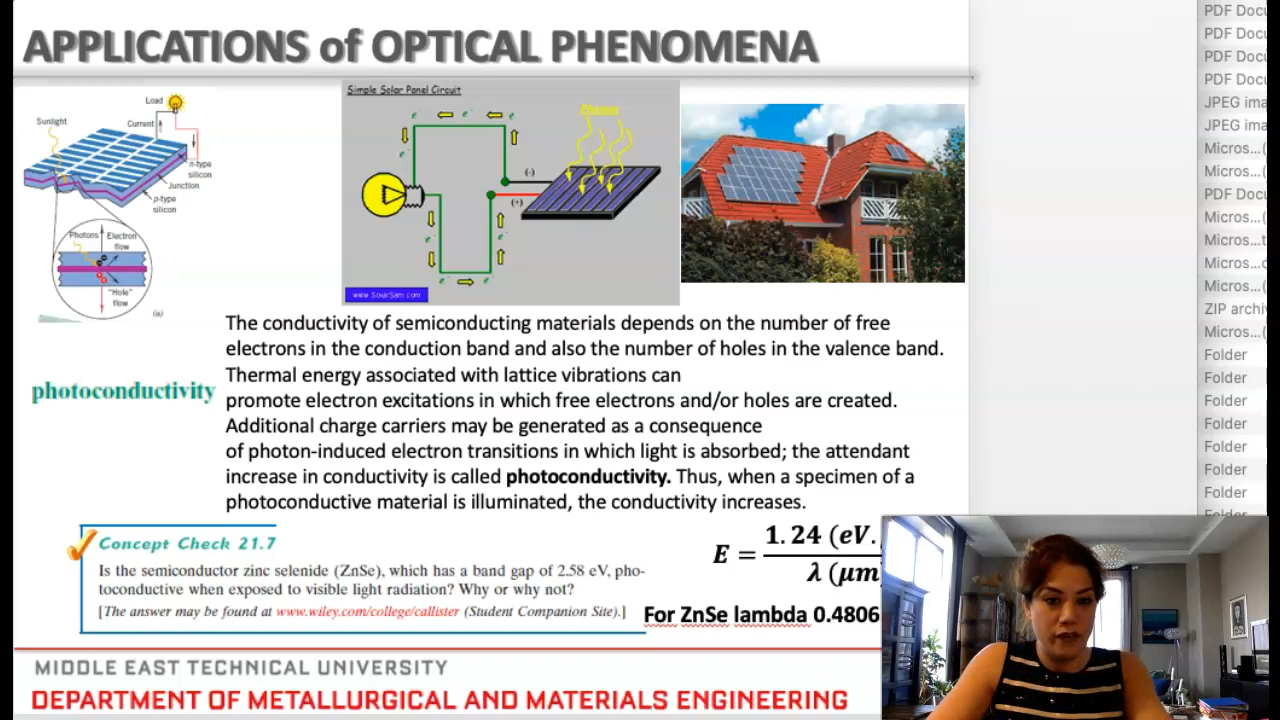 APPLICATIONS of OPTICAL PHENOMENA
Load
Sunlight
Current
n-type
silicon
Junction
p-type
silicon
Photons
Electron
flow
"Hole"
flow
(a)
Simple Solar Panel Circuit
Photons
e⁻
e⁻
e⁻
e⁻
e⁻
e⁻
e⁻
(-)
(+)
The conductivity of semiconducting materials depends on the number of free
electrons in the conduction band and also the number of holes in the valence band.
Thermal energy associated with lattice vibrations can
promote electron excitations in which free electrons and/or holes are created.
Additional charge carriers may be generated as a consequence
of photon-induced electron transitions in which light is absorbed; the attendant
increase in conductivity is called photoconductivity. Thus, when a specimen of a
photoconductive material is illuminated, the conductivity increases.
photoconductivity
Concept Check 21.7
Is the semiconductor zinc selenide (ZnSe), which has a band gap of 2.58 eV, pho-
toconductive when exposed to visible light radiation? Why or why not?
[The answer may be found at www.wiley.com/college/callister (Student Companion Site).]
E = 1.24 (eV.
λ (μm
For ZnSe lambda 0.4806
MIDDLE EAST TECHNICAL UNIVERSITY
DEPARTMENT OF METALLURGICAL AND MATERIALS ENGINEERING
PDF Docu
PDF Docu
PDF Docu
PDF Docu
JPEG ima
JPEG ima
Micros...(
Micros...(
PDF Docu
Micros...(
Micros...t
Micros...c
Micros...(
ZIP archi
Micros...(
Folder
Folder
Folder
Folder
Folder
Folder
Folder